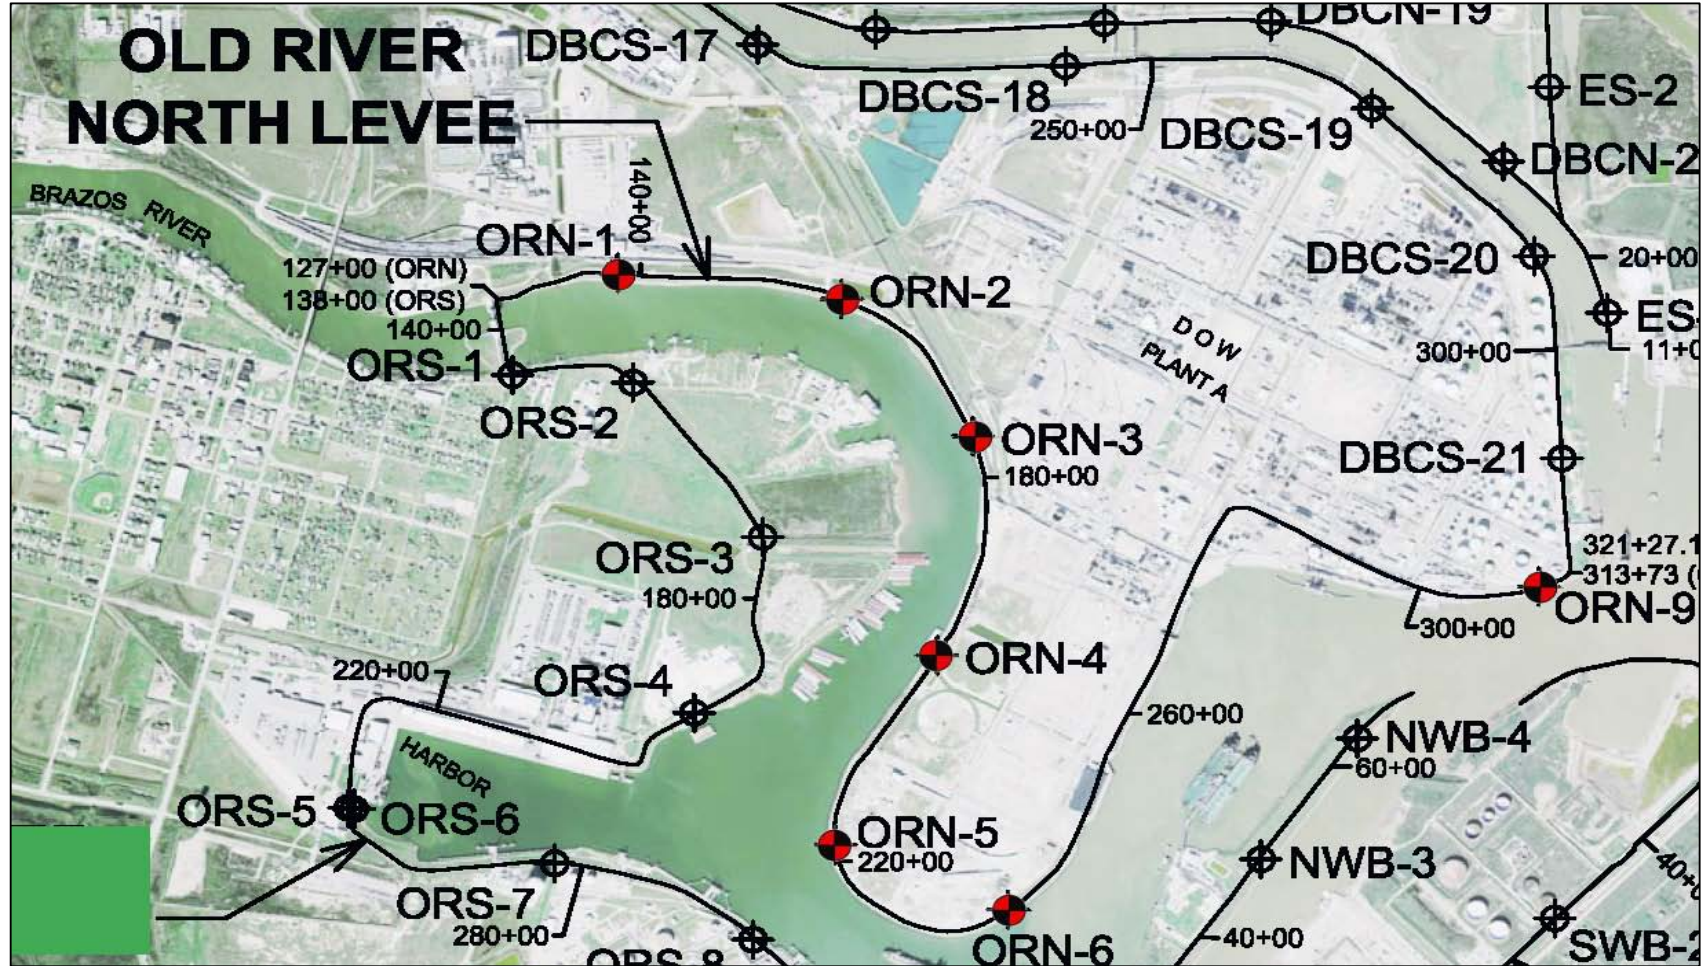 OLD RIVER
NORTH LEVEE
DBCS-17
DBCN-19
DBCS-18
250+00
DBCS-19
ES-2
DBCN-2
BRAZOS RIVER
140+00
ORN-1
127+00 (ORN)
138+00 (ORS)
140+00
ORN-2
DBCS-20
20+00
ES-
11+0
300+00
DOW
PLANT A
ORS-1
ORS-2
ORN-3
180+00
DBCS-21
ORS-3
180+00
321+27.1
313+73 (
ORN-9
300+00
ORN-4
ORS-4
220+00
260+00
NWB-4
60+00
HARBOR
ORS-5
ORS-6
ORN-5
220+00
NWB-3
40+0
ORS-7
280+00
ORS-8
ORN-6
40+00
SWB-2